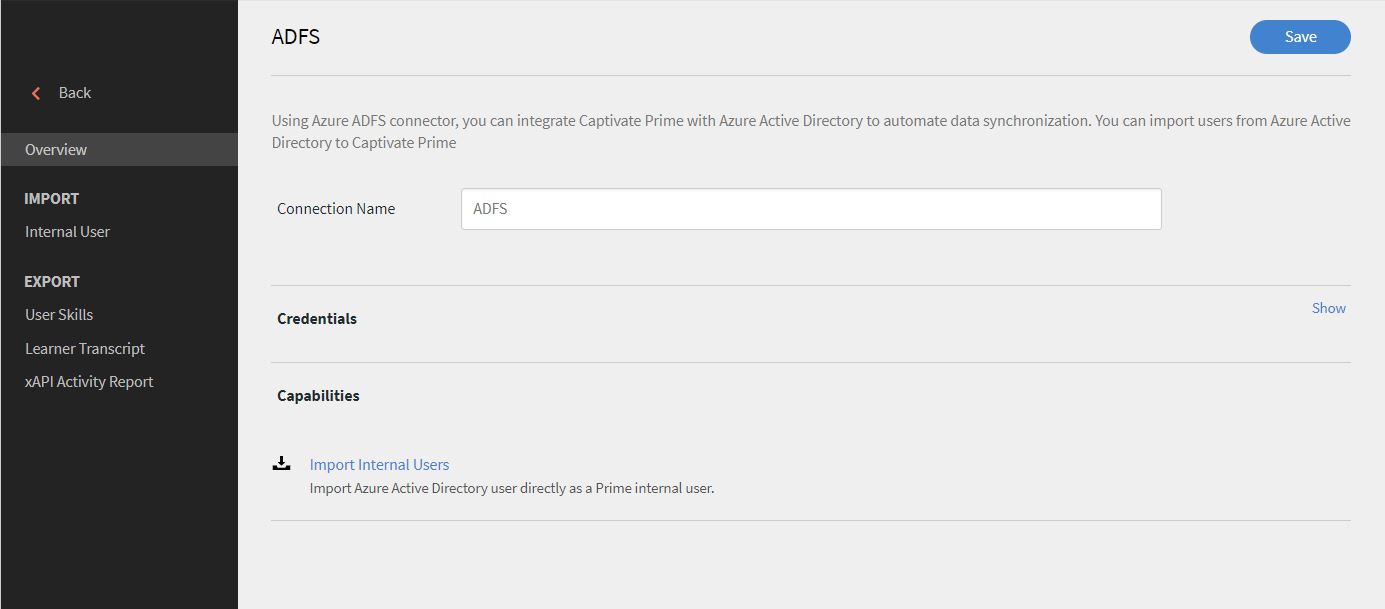 ADFS
Save
Back
Overview
IMPORT
Internal User
EXPORT
User Skills
Learner Transcript
xAPI Activity Report
Using Azure ADFS connector, you can integrate Captivate Prime with Azure Active Directory to automate data synchronization. You can import users from Azure Active
Directory to Captivate Prime
Connection Name
ADFS
Credentials
Show
Capabilities
Import Internal Users
Import Azure Active Directory user directly as a Prime internal user.